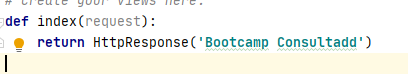 # Create your views here.
def index(request):
    return HttpResponse('Bootcamp Consultadd')